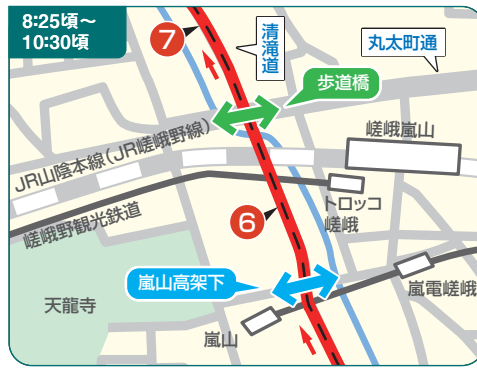 8:25頃〜
10:30頃
7
清滝道
丸太町通
歩道橋
JR山陰本線(JR嵯峨野線)
嵯峨嵐山
トロッコ
嵯峨
嵯峨野観光鉄道
6
嵐山高架下
嵐電嵯峨
天龍寺
嵐山